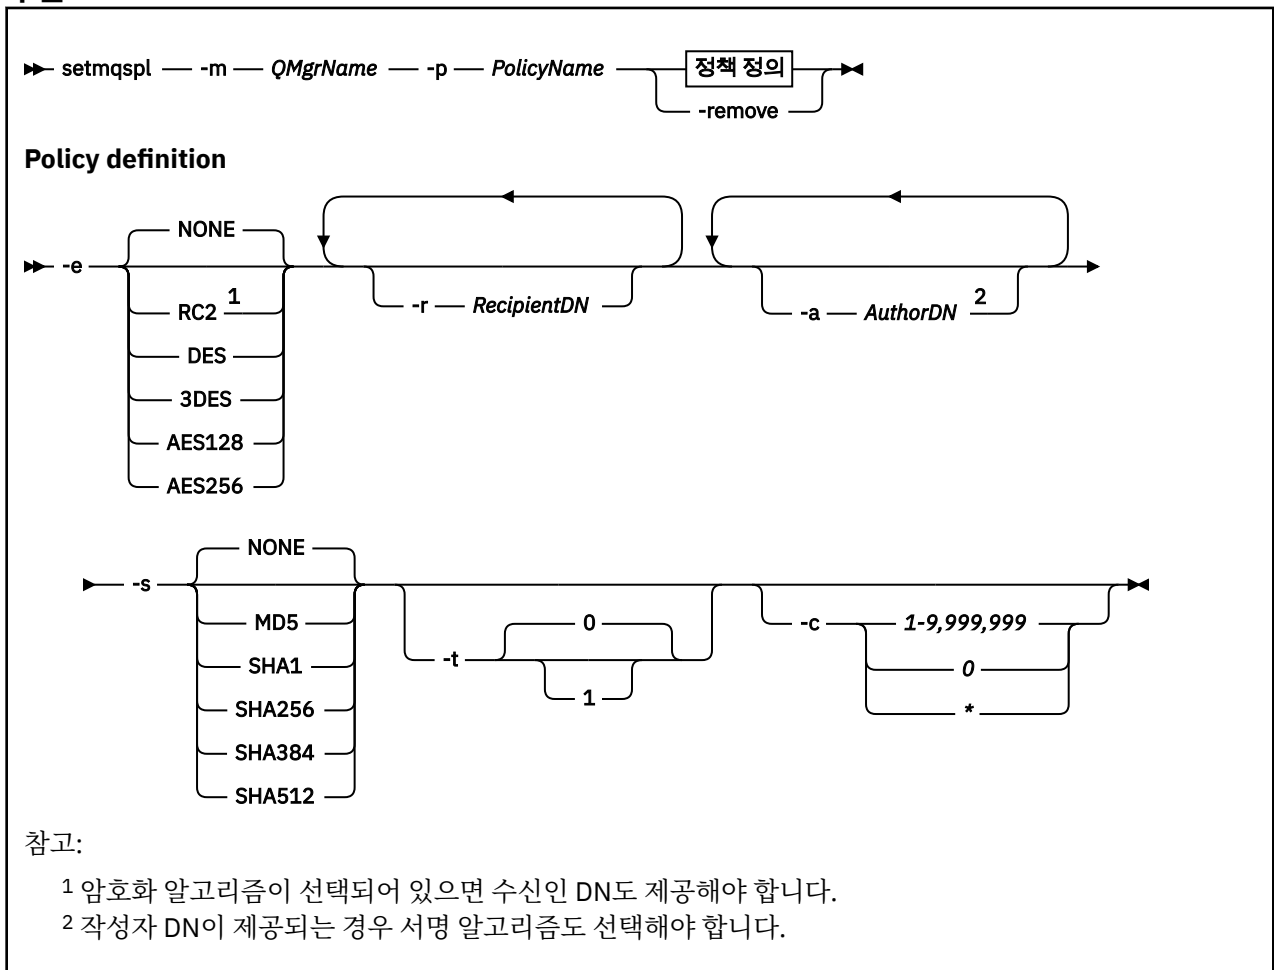 setmqspl -m QMgrName -p PolicyName 정책 정의
-remove
Policy definition
-e NONE
RC2 1
DES
3DES
AES128
AES256
-r RecipientDN
-a AuthorDN 2
-s NONE
MD5
SHA1
SHA256
SHA384
SHA512
-t 0
1
-c 1-9,999,999
0
*
참고:
1 암호화 알고리즘이 선택되어 있으면 수신인 DN도 제공해야 합니다.
2 작성자 DN이 제공되는 경우 서명 알고리즘도 선택해야 합니다.